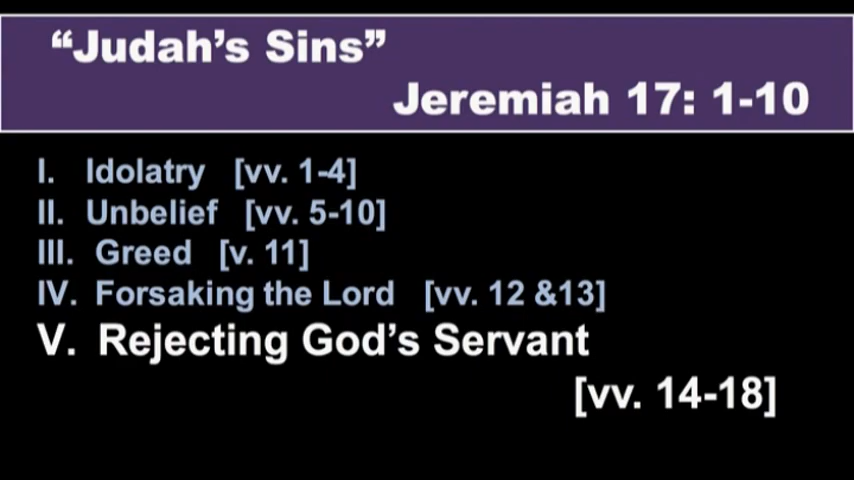 “Judah’s Sins”
Jeremiah 17: 1-10
I. Idolatry [vv. 1-4]
II. Unbelief [vv. 5-10]
III. Greed [v. 11]
IV. Forsaking the Lord [vv. 12 &13]
V. Rejecting God’s Servant
[vv. 14-18]